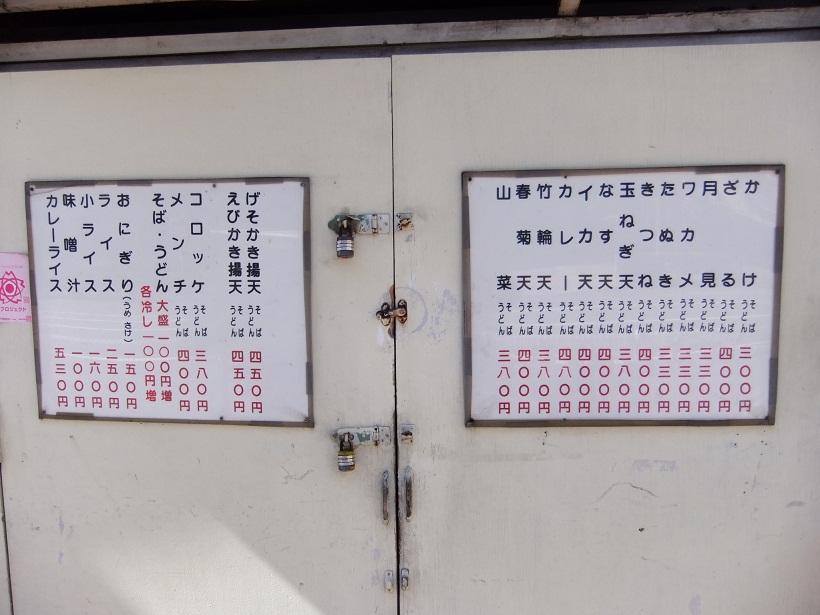 かけ そば うどん 三〇〇円
ざる そば うどん 四〇〇円
月見 そば うどん 三三〇円
ワカメ そば うどん 三三〇円
たぬき そば うどん 三三〇円
きつね そば うどん 四〇〇円
玉ねぎ天 そば うどん 三八〇円
なす天 そば うどん 四〇〇円
イカ天 そば うどん 四〇〇円
カレー そば うどん 四八〇円
竹輪天 そば うどん 三八〇円
春菊天 そば うどん 四〇〇円
山菜 そば うどん 三八〇円
げそかき揚天 そば うどん 四五〇円
えびかき揚天 そば うどん 四五〇円
コロッケ そば うどん 三八〇円
メンチ そば うどん 四〇〇円
そば・うどん 大盛一〇〇円増
各冷し一〇〇円増
おにぎり(うめ さけ) 一五〇円
ライス 二五〇円
小ライス 一六〇円
味噌汁 一〇〇円
カレーライス 五三〇円
プロジェクト